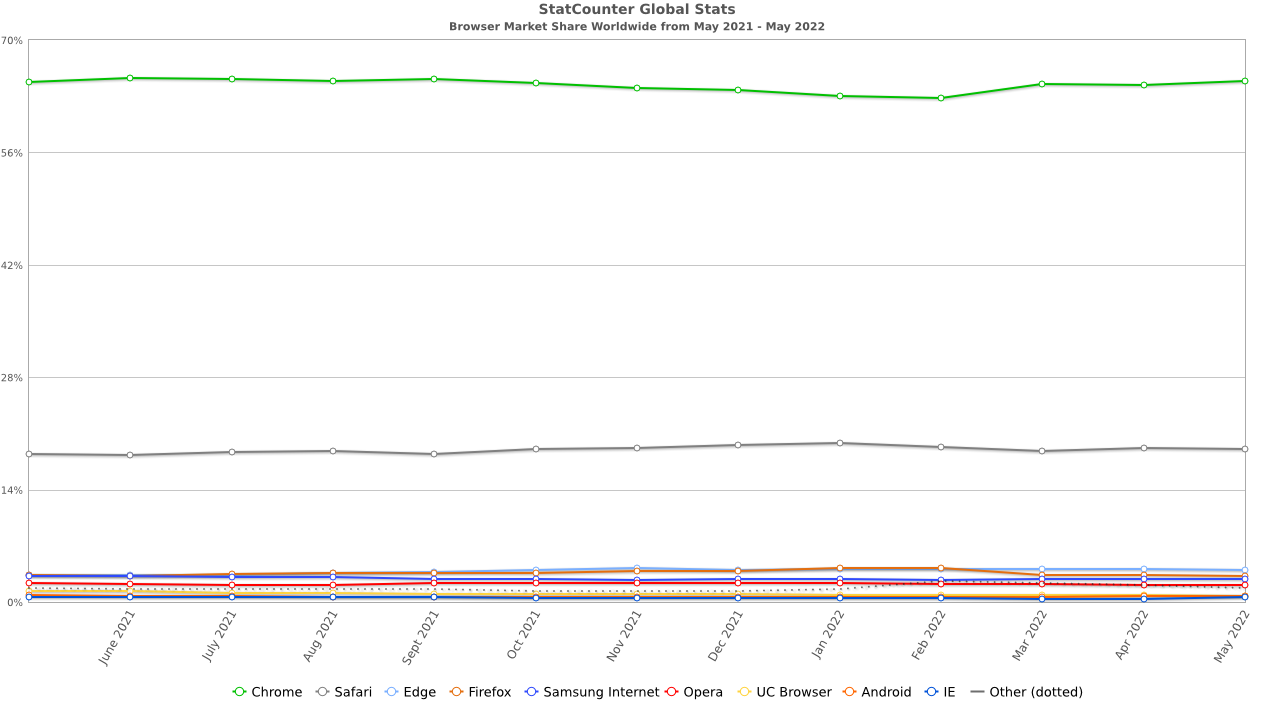 StatCounter Global Stats
Browser Market Share Worldwide from May 2021 - May 2022
70%
56%
42%
28%
14%
0%
June 2021 July 2021 Aug 2021 Sept 2021 Oct 2021 Nov 2021 Dec 2021 Jan 2022 Feb 2022 Mar 2022 Apr 2022 May 2022
Chrome Safari Edge Firefox Samsung Internet Opera UC Browser Android IE Other (dotted)